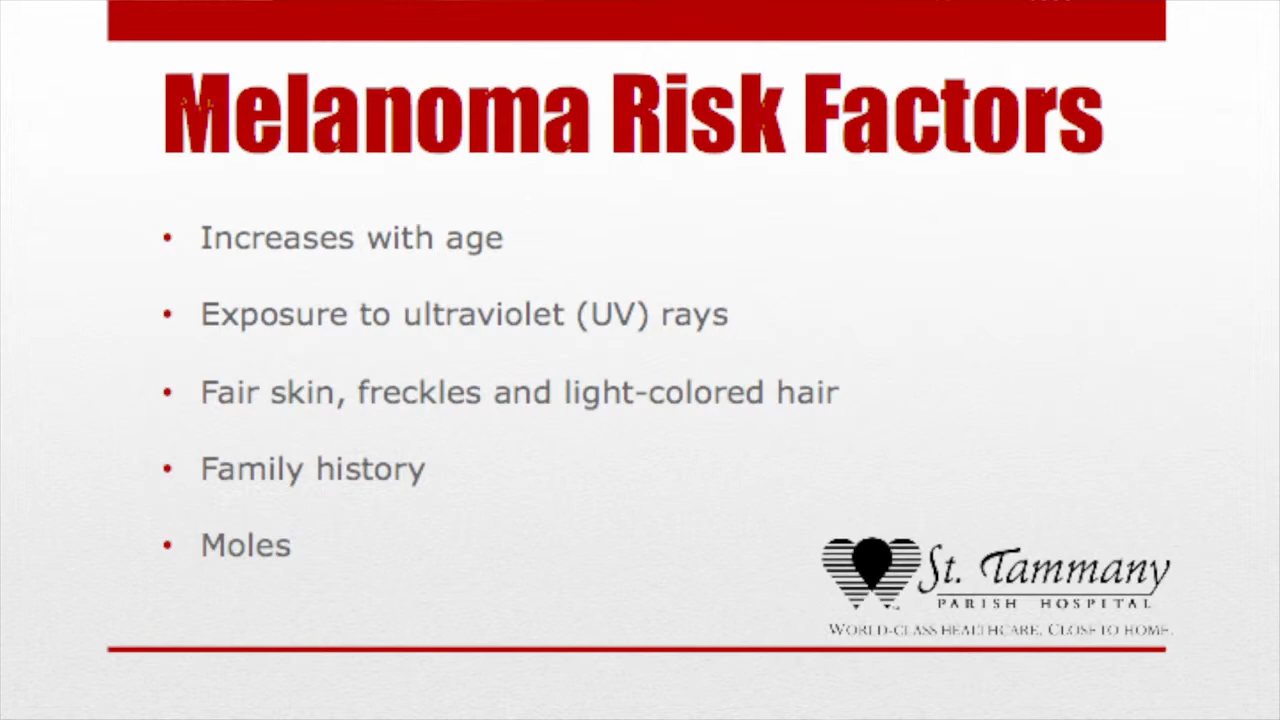 Melanoma Risk Factors
• Increases with age
• Exposure to ultraviolet (UV) rays
• Fair skin, freckles and light-colored hair
• Family history
• Moles
St. Tammany
PARISH HOSPITAL
WORLD-CLASS HEALTHCARE. CLOSE TO HOME.